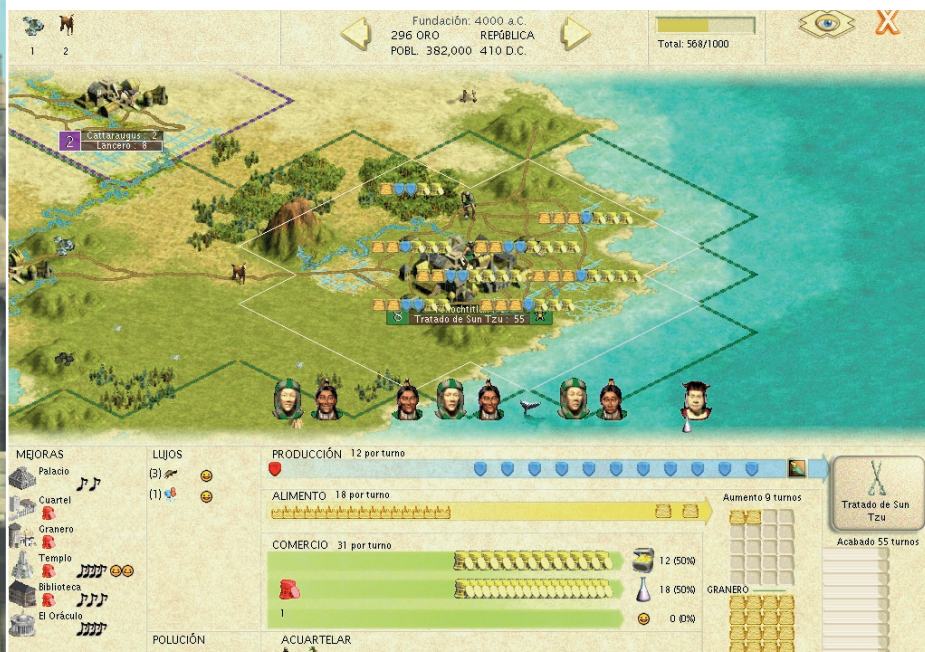 Fundación: 4000 a.C.
296 ORO REPúBLICA
POBL. 382,000 410 D.C.
Total: 568/1000
X
1 2
2 Cattaraugus : 2
Lancero : 8
8
Tratado de Sun Tzu : 55
MEJORAS
Palacio
Cuartel
Granero
Templo
Biblioteca
El Oráculo
LUJOS
(3)
(1)
POLUCIÓN
PRODUCCIÓN 12 por turno
ALIMENTO 18 por turno
COMERCIO 31 por turno
12 (50%)
18 (50%)
1
0 (0%)
ACUARTELAR
Aumento 9 turnos
GRANERO
Tratado de Sun
Tzu
Acabado 55 turnos